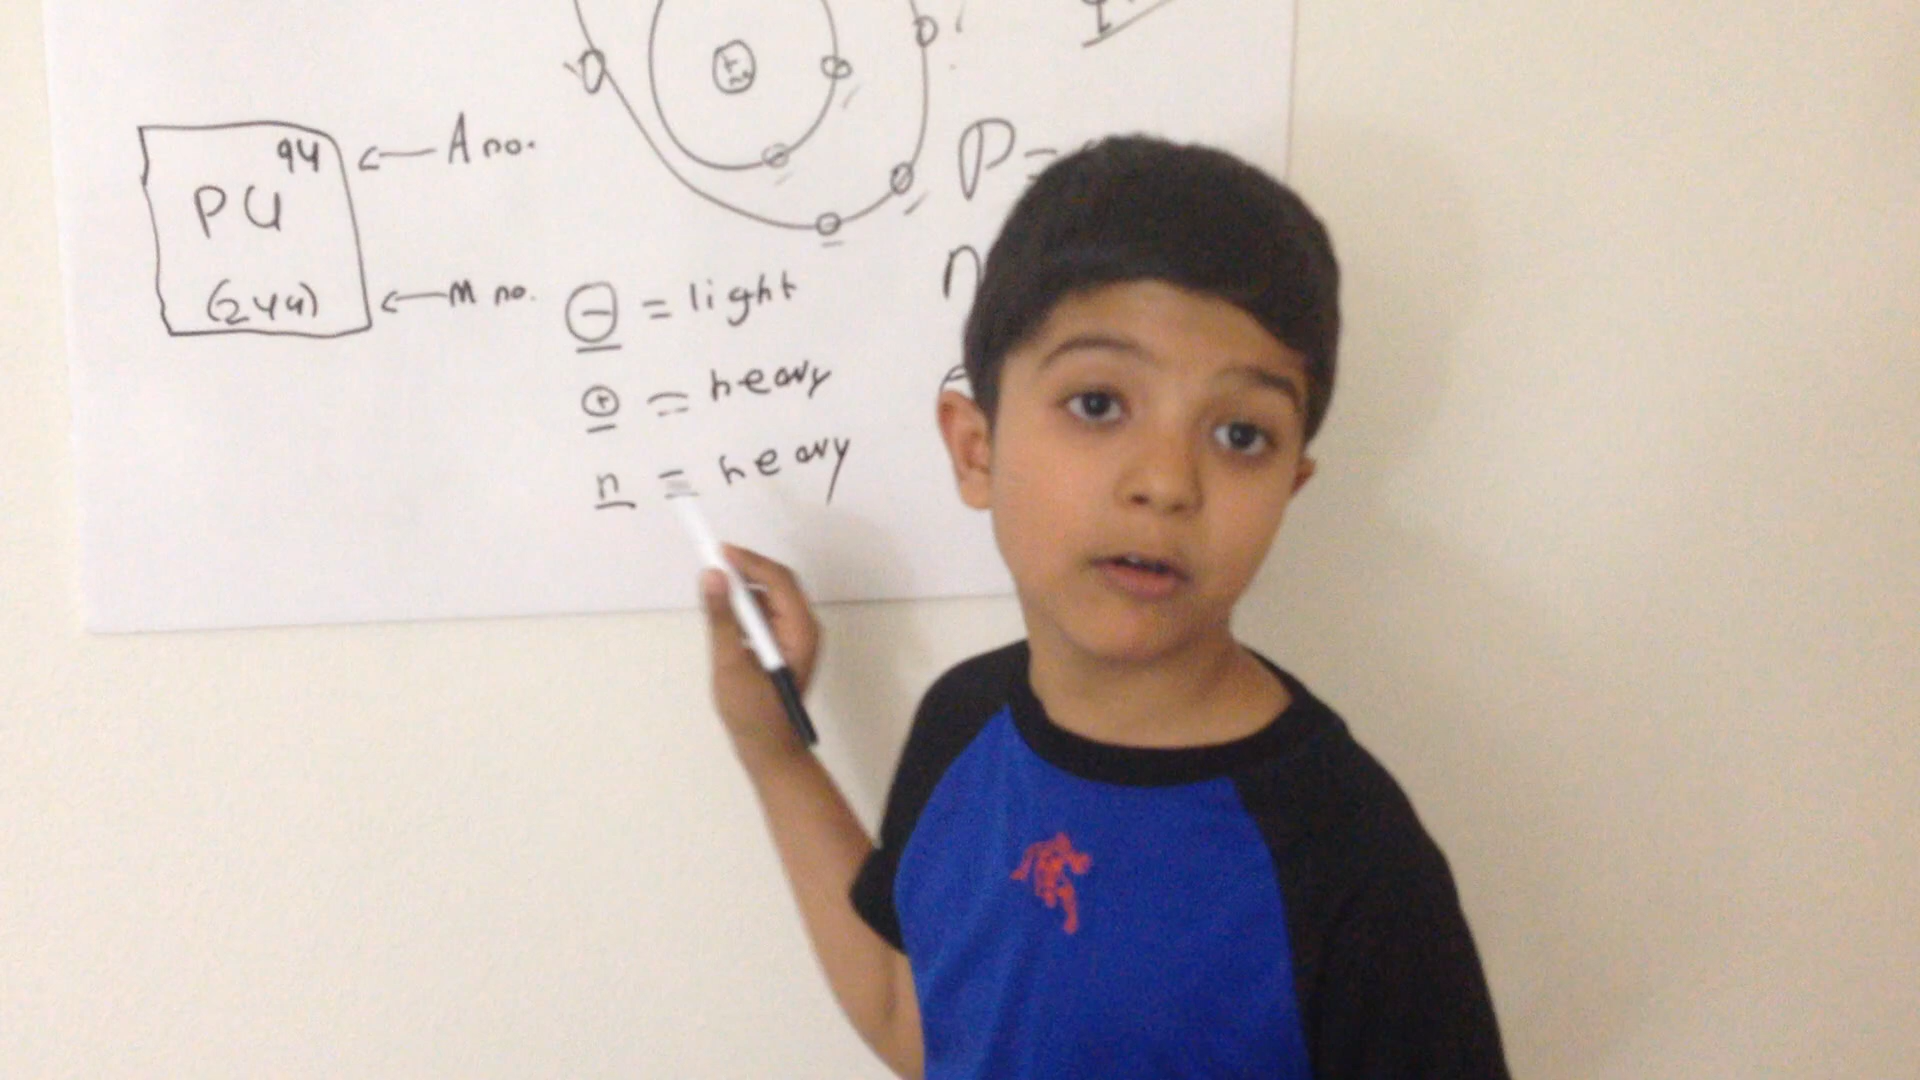 94
PU
(244)
← A no.
← M no.
⊖ = light
⊕ = heavy
n = heavy
P =
n